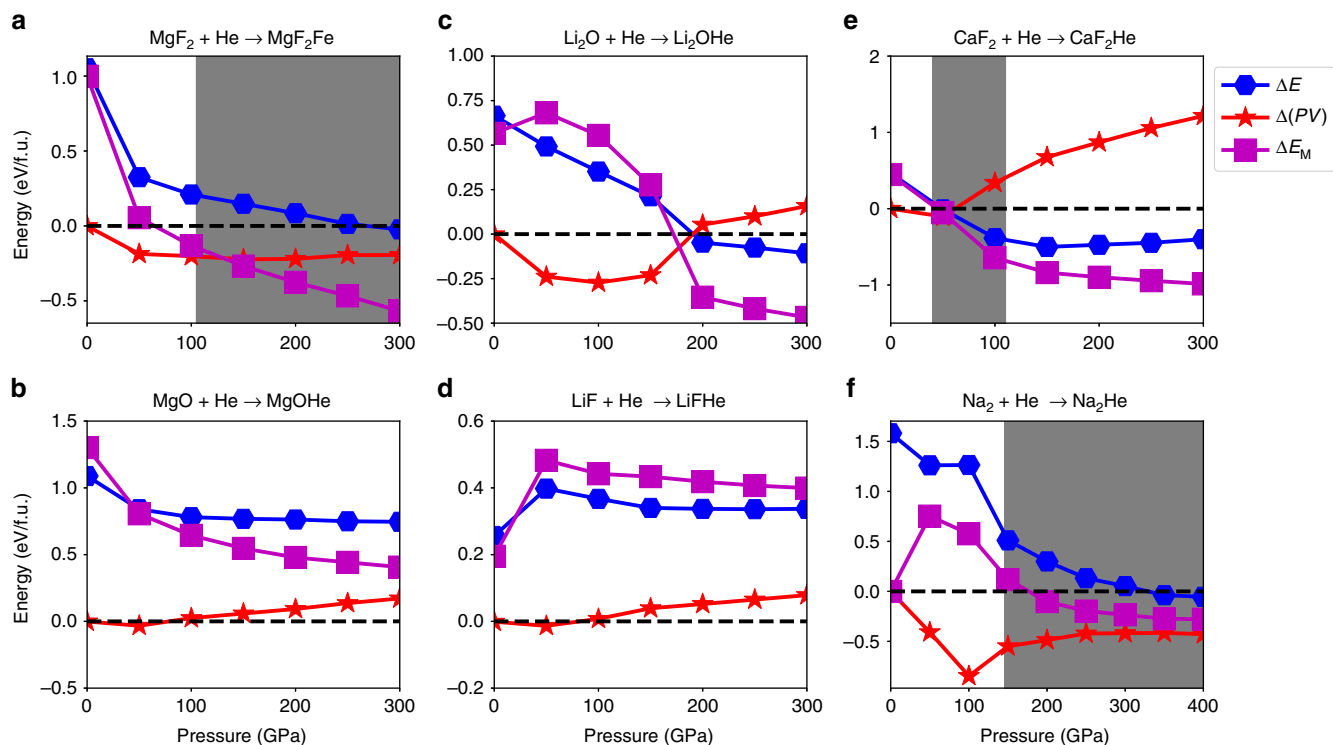 a
MgF₂ + He → MgF₂Fe
Energy (eV/f.u.)
1.0
0.5
0.0
−0.5
0 100 200 300
c
Li₂O + He → Li₂OHe
1.00
0.75
0.50
0.25
0.00
−0.25
−0.50
0 100 200 300
e
CaF₂ + He → CaF₂He
2
1
0
−1
0 100 200 300
ΔE
Δ(PV)
ΔE_M
b
MgO + He → MgOHe
Energy (eV/f.u.)
1.5
1.0
0.5
0.0
−0.5
0 100 200 300
Pressure (GPa)
d
LiF + He → LiFHe
0.6
0.4
0.2
0.0
−0.2
0 100 200 300
Pressure (GPa)
f
Na₂ + He → Na₂He
1.5
1.0
0.5
0.0
−0.5
0 100 200 300 400
Pressure (GPa)